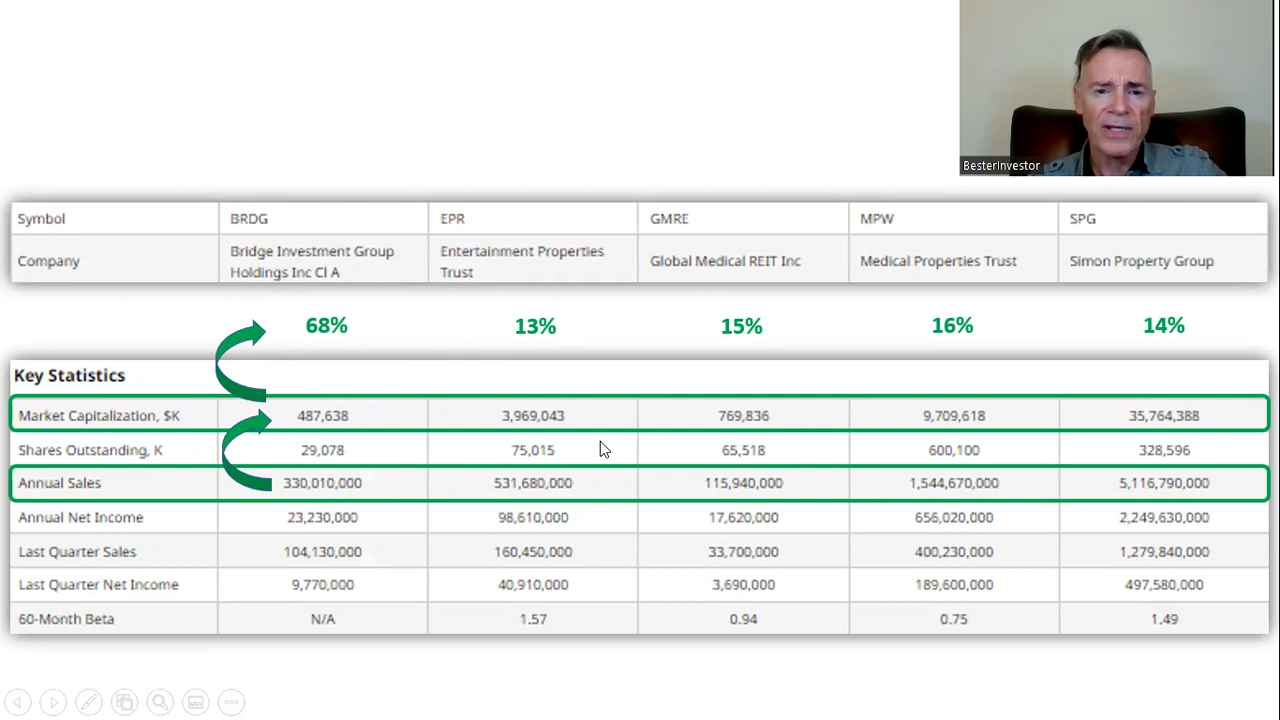 BesterInvestor
Symbol BRDG EPR GMRE MPW SPG
Company Bridge Investment Group Holdings Inc Cl A Entertainment Properties Trust Global Medical REIT Inc Medical Properties Trust Simon Property Group
68% 13% 15% 16% 14%
Key Statistics
Market Capitalization, $K 487,638 3,969,043 769,836 9,709,618 35,764,388
Shares Outstanding, K 29,078 75,015 65,518 600,100 328,596
Annual Sales 330,010,000 531,680,000 115,940,000 1,544,670,000 5,116,790,000
Annual Net Income 23,230,000 98,610,000 17,620,000 656,020,000 2,249,630,000
Last Quarter Sales 104,130,000 160,450,000 33,700,000 400,230,000 1,279,840,000
Last Quarter Net Income 9,770,000 40,910,000 3,690,000 189,600,000 497,580,000
60-Month Beta N/A 1.57 0.94 0.75 1.49